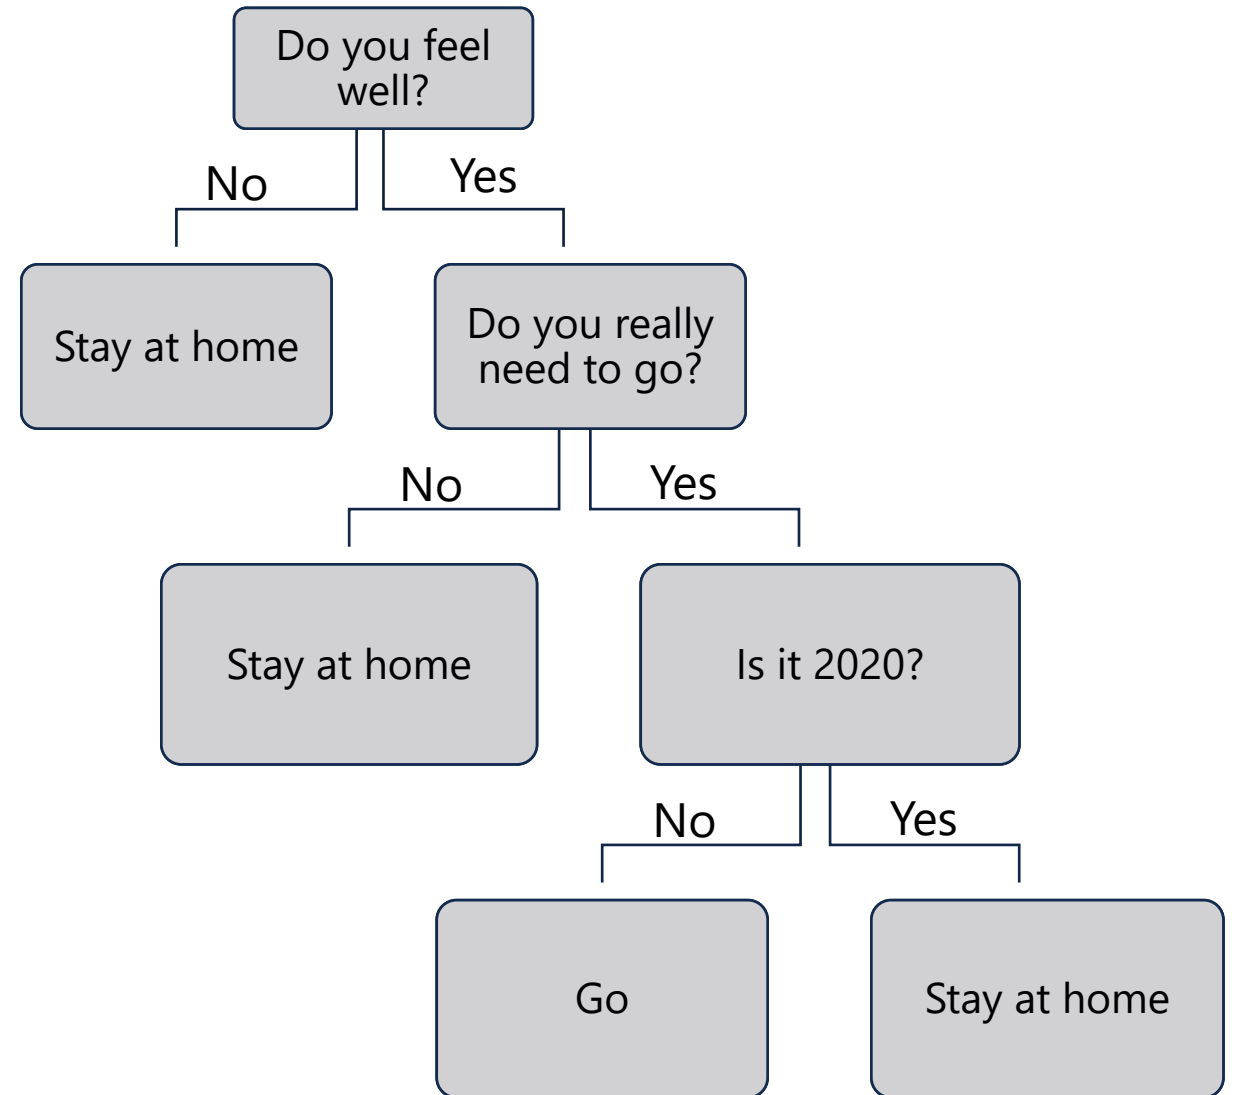 Do you feel
well?
No
Yes
Stay at home
Do you really
need to go?
No
Yes
Stay at home
Is it 2020?
No
Yes
Go
Stay at home